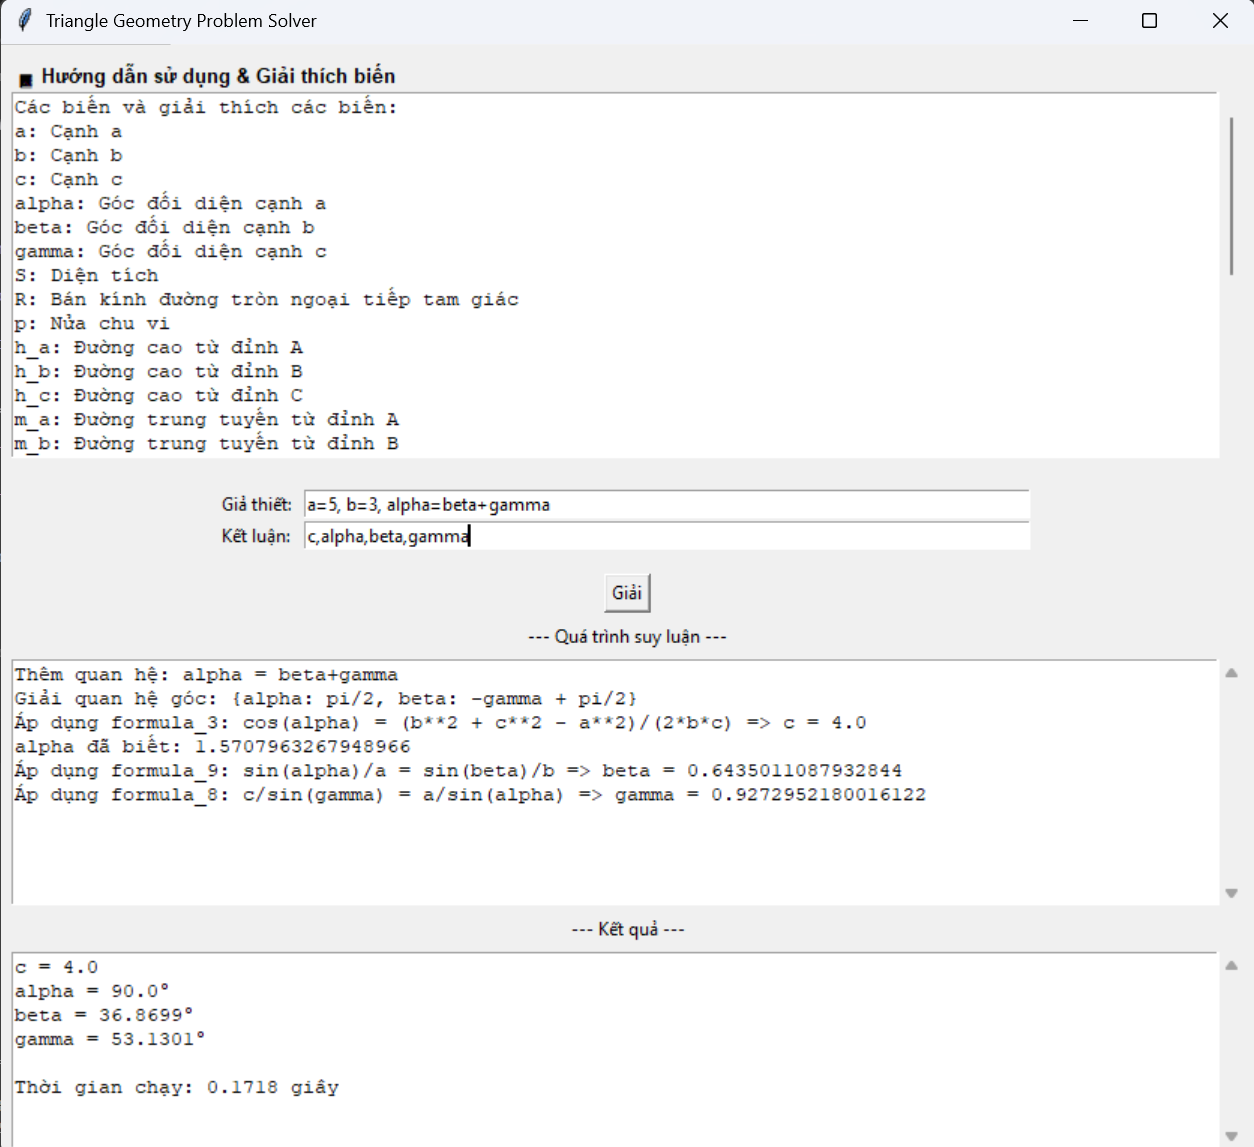 Triangle Geometry Problem Solver
Hướng dẫn sử dụng & Giải thích biến
Các biến và giải thích các biến:
a: Cạnh a
b: Cạnh b
c: Cạnh c
alpha: Góc đối diện cạnh a
beta: Góc đối diện cạnh b
gamma: Góc đối diện cạnh c
S: Diện tích
R: Bán kính đường tròn ngoại tiếp tam giác
p: Nửa chu vi
h_a: Đường cao từ đỉnh A
h_b: Đường cao từ đỉnh B
h_c: Đường cao từ đỉnh C
m_a: Đường trung tuyến từ đỉnh A
m_b: Đường trung tuyến từ đỉnh B
Giả thiết: a=5, b=3, alpha=beta+gamma
Kết luận: c,alpha,beta,gamma
Giải
--- Quá trình suy luận ---
Thêm quan hệ: alpha = beta+gamma
Giải quan hệ góc: {alpha: pi/2, beta: -gamma + pi/2}
Áp dụng formula_3: cos(alpha) = (b**2 + c**2 - a**2)/(2*b*c) => c = 4.0
alpha đã biết: 1.5707963267948966
Áp dụng formula_9: sin(alpha)/a = sin(beta)/b => beta = 0.6435011087932844
Áp dụng formula_8: c/sin(gamma) = a/sin(alpha) => gamma = 0.9272952180016122
--- Kết quả ---
c = 4.0
alpha = 90.0°
beta = 36.8699°
gamma = 53.1301°
Thời gian chạy: 0.1718 giây